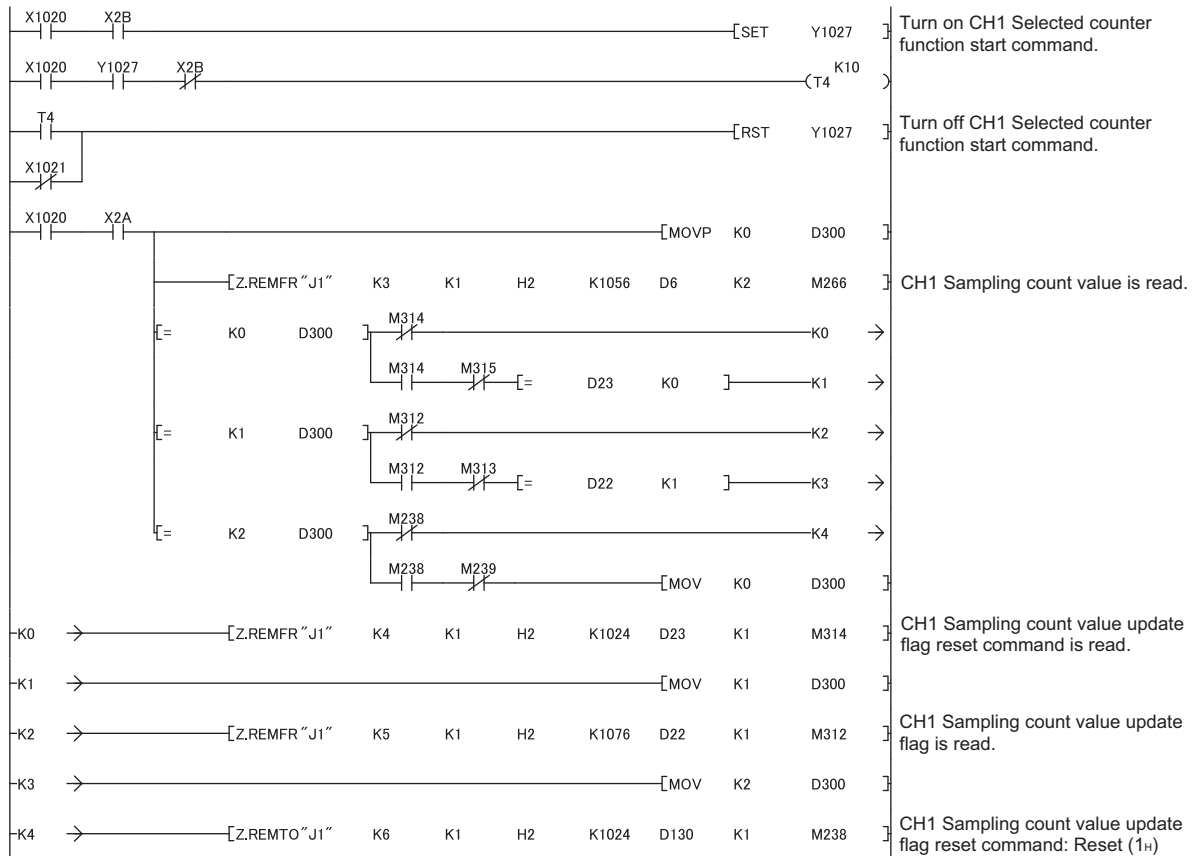 X1020 X2B
[SET Y1027 ]
Turn on CH1 Selected counter
function start command.
X1020 Y1027 X2B K10
(T4 )
T4
[RST Y1027 ]
Turn off CH1 Selected counter
function start command.
X1021
X1020 X2A
[MOVP K0 D300 ]
[Z.REMFR "J1" K3 K1 H2 K1056 D6 K2 M266 ]
CH1 Sampling count value is read.
M314
[= K0 D300 ] K0
M314 M315
[= D23 K0 ] K1
M312
[= K1 D300 ] K2
M312 M313
[= D22 K1 ] K3
M238
[= K2 D300 ] K4
M238 M239
[MOV K0 D300 ]
K0 [Z.REMFR "J1" K4 K1 H2 K1024 D23 K1 M314 ]
CH1 Sampling count value update
flag reset command is read.
K1 [MOV K1 D300 ]
K2 [Z.REMFR "J1" K5 K1 H2 K1076 D22 K1 M312 ]
CH1 Sampling count value update
flag is read.
K3 [MOV K2 D300 ]
K4 [Z.REMTO "J1" K6 K1 H2 K1024 D130 K1 M238 ]
CH1 Sampling count value update
flag reset command: Reset (1H)